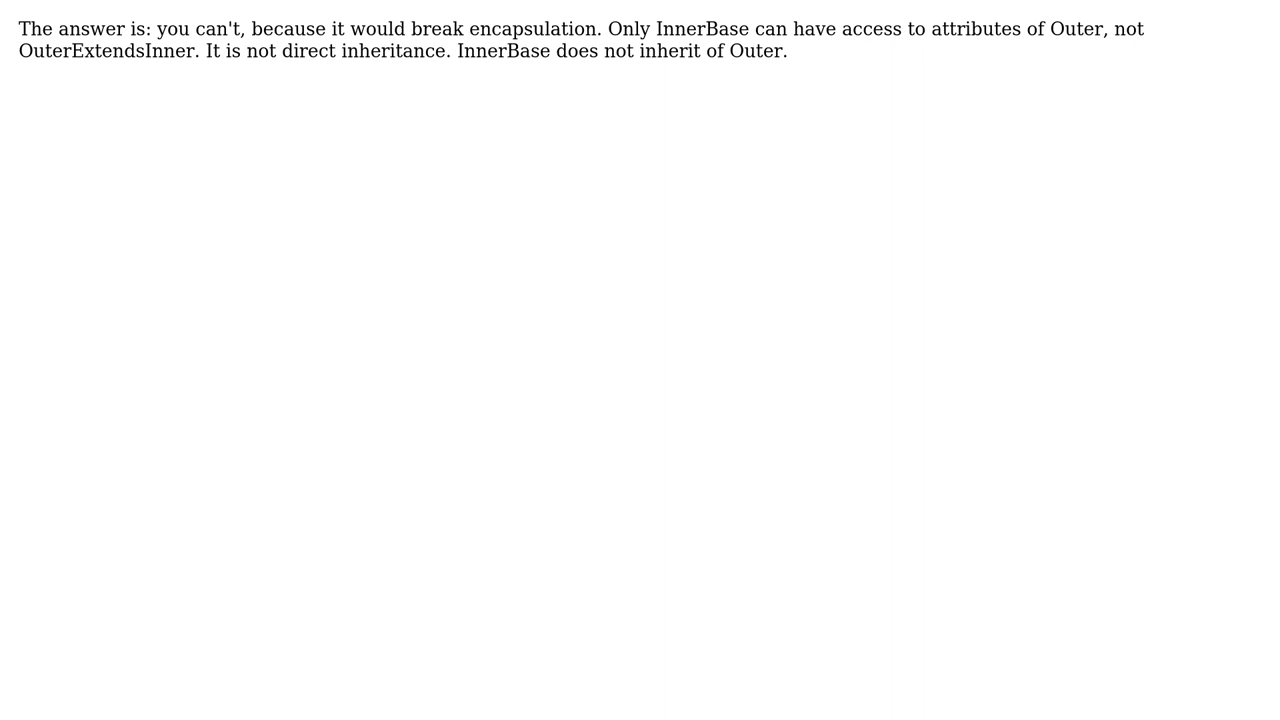 The answer is: you can't, because it would break encapsulation. Only InnerBase can have access to attributes of Outer, not
OuterExtendsInner. It is not direct inheritance. InnerBase does not inherit of Outer.